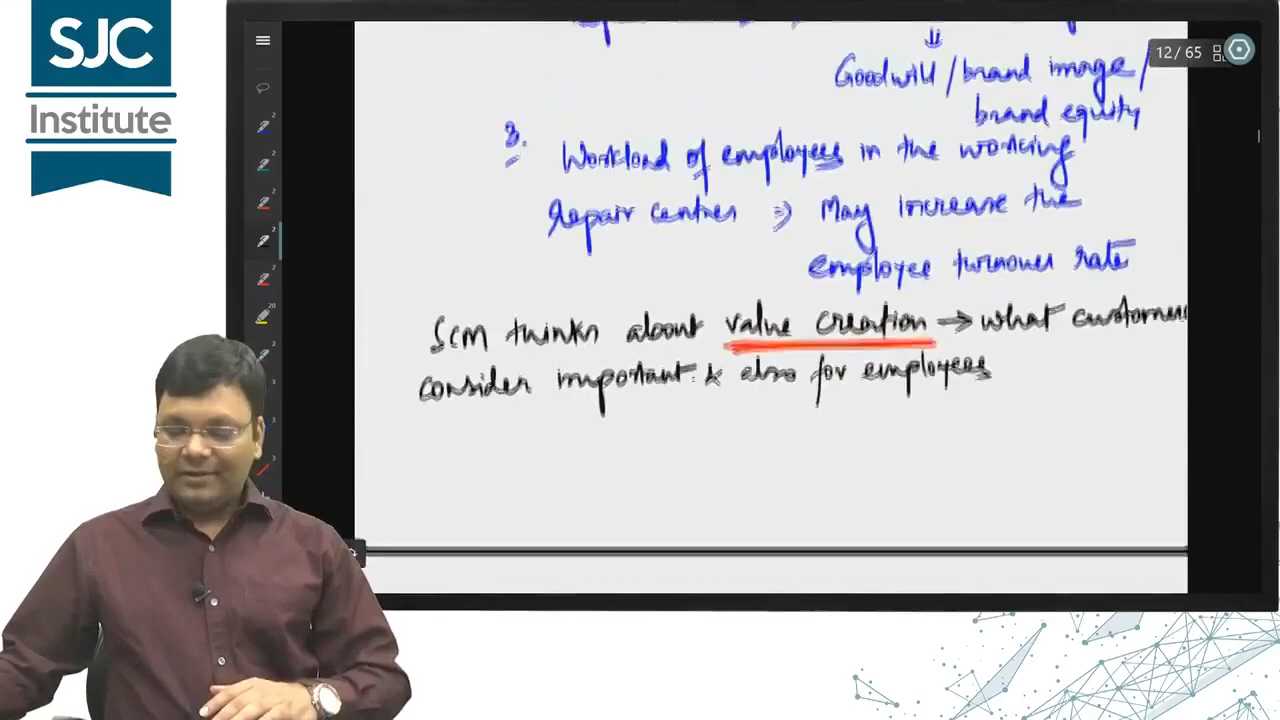 SJC
Institute
12 / 65
Goodwill / brand image /
brand equity
3. Workload of employees in the working
repair centres => May increase the
employee turnover rate
SCM thinks about value creation → what customers
consider important & also for employees